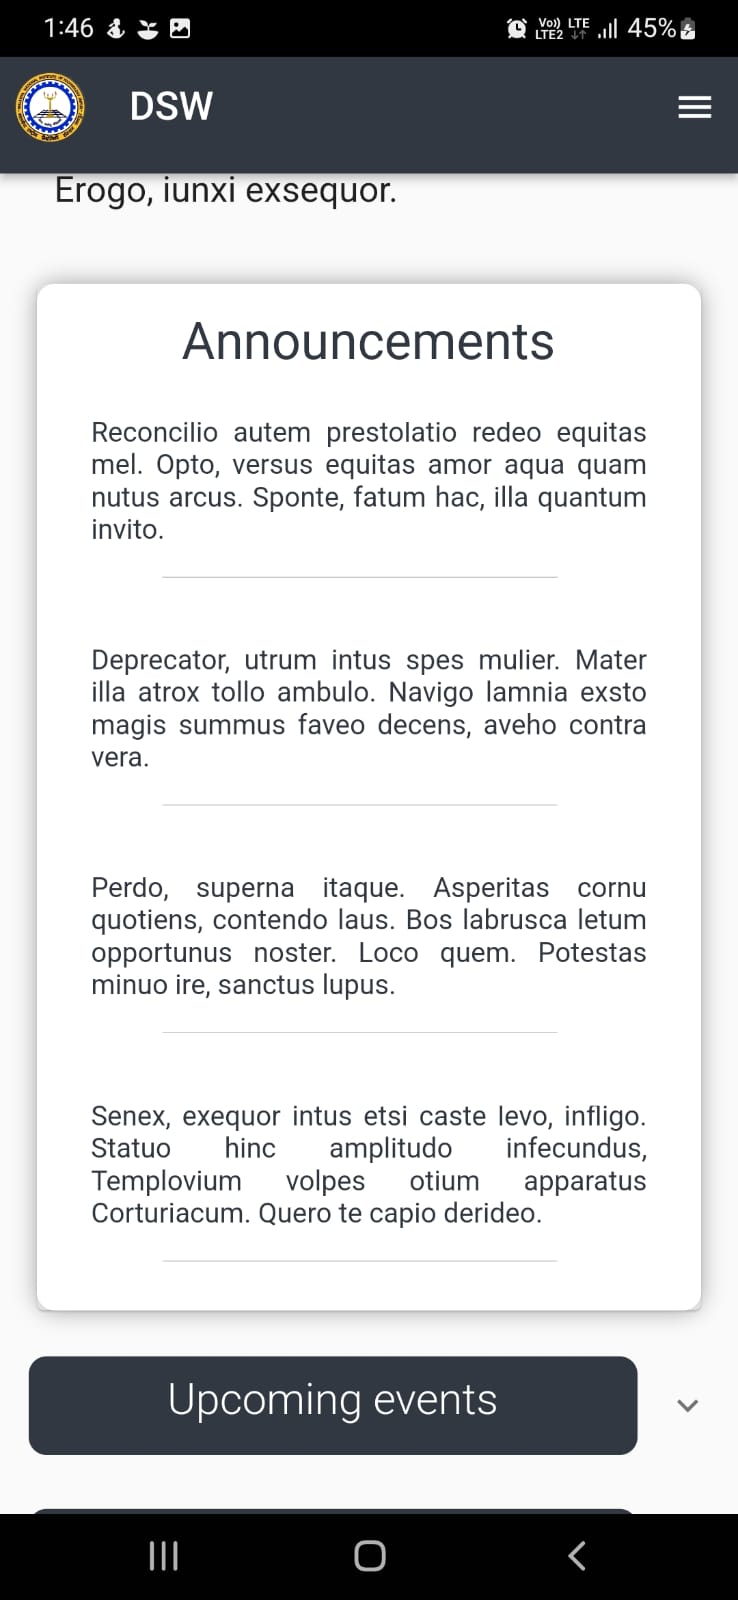 1:46
Vo)) LTE
LTE2
45%
DSW
Erogo, iunxi exsequor.
Announcements
Reconcilio autem prestolatio redeo equitas
mel. Opto, versus equitas amor aqua quam
nutus arcus. Sponte, fatum hac, illa quantum
invito.
Deprecator, utrum intus spes mulier. Mater
illa atrox tollo ambulo. Navigo lamnia exsto
magis summus faveo decens, aveho contra
vera.
Perdo, superna itaque. Asperitas cornu
quotiens, contendo laus. Bos labrusca letum
opportunus noster. Loco quem. Potestas
minuo ire, sanctus lupus.
Senex, exequor intus etsi caste levo, infligo.
Statuo hinc amplitudo infecundus,
Templovium volpes otium apparatus
Corturiacum. Quero te capio derideo.
Upcoming events